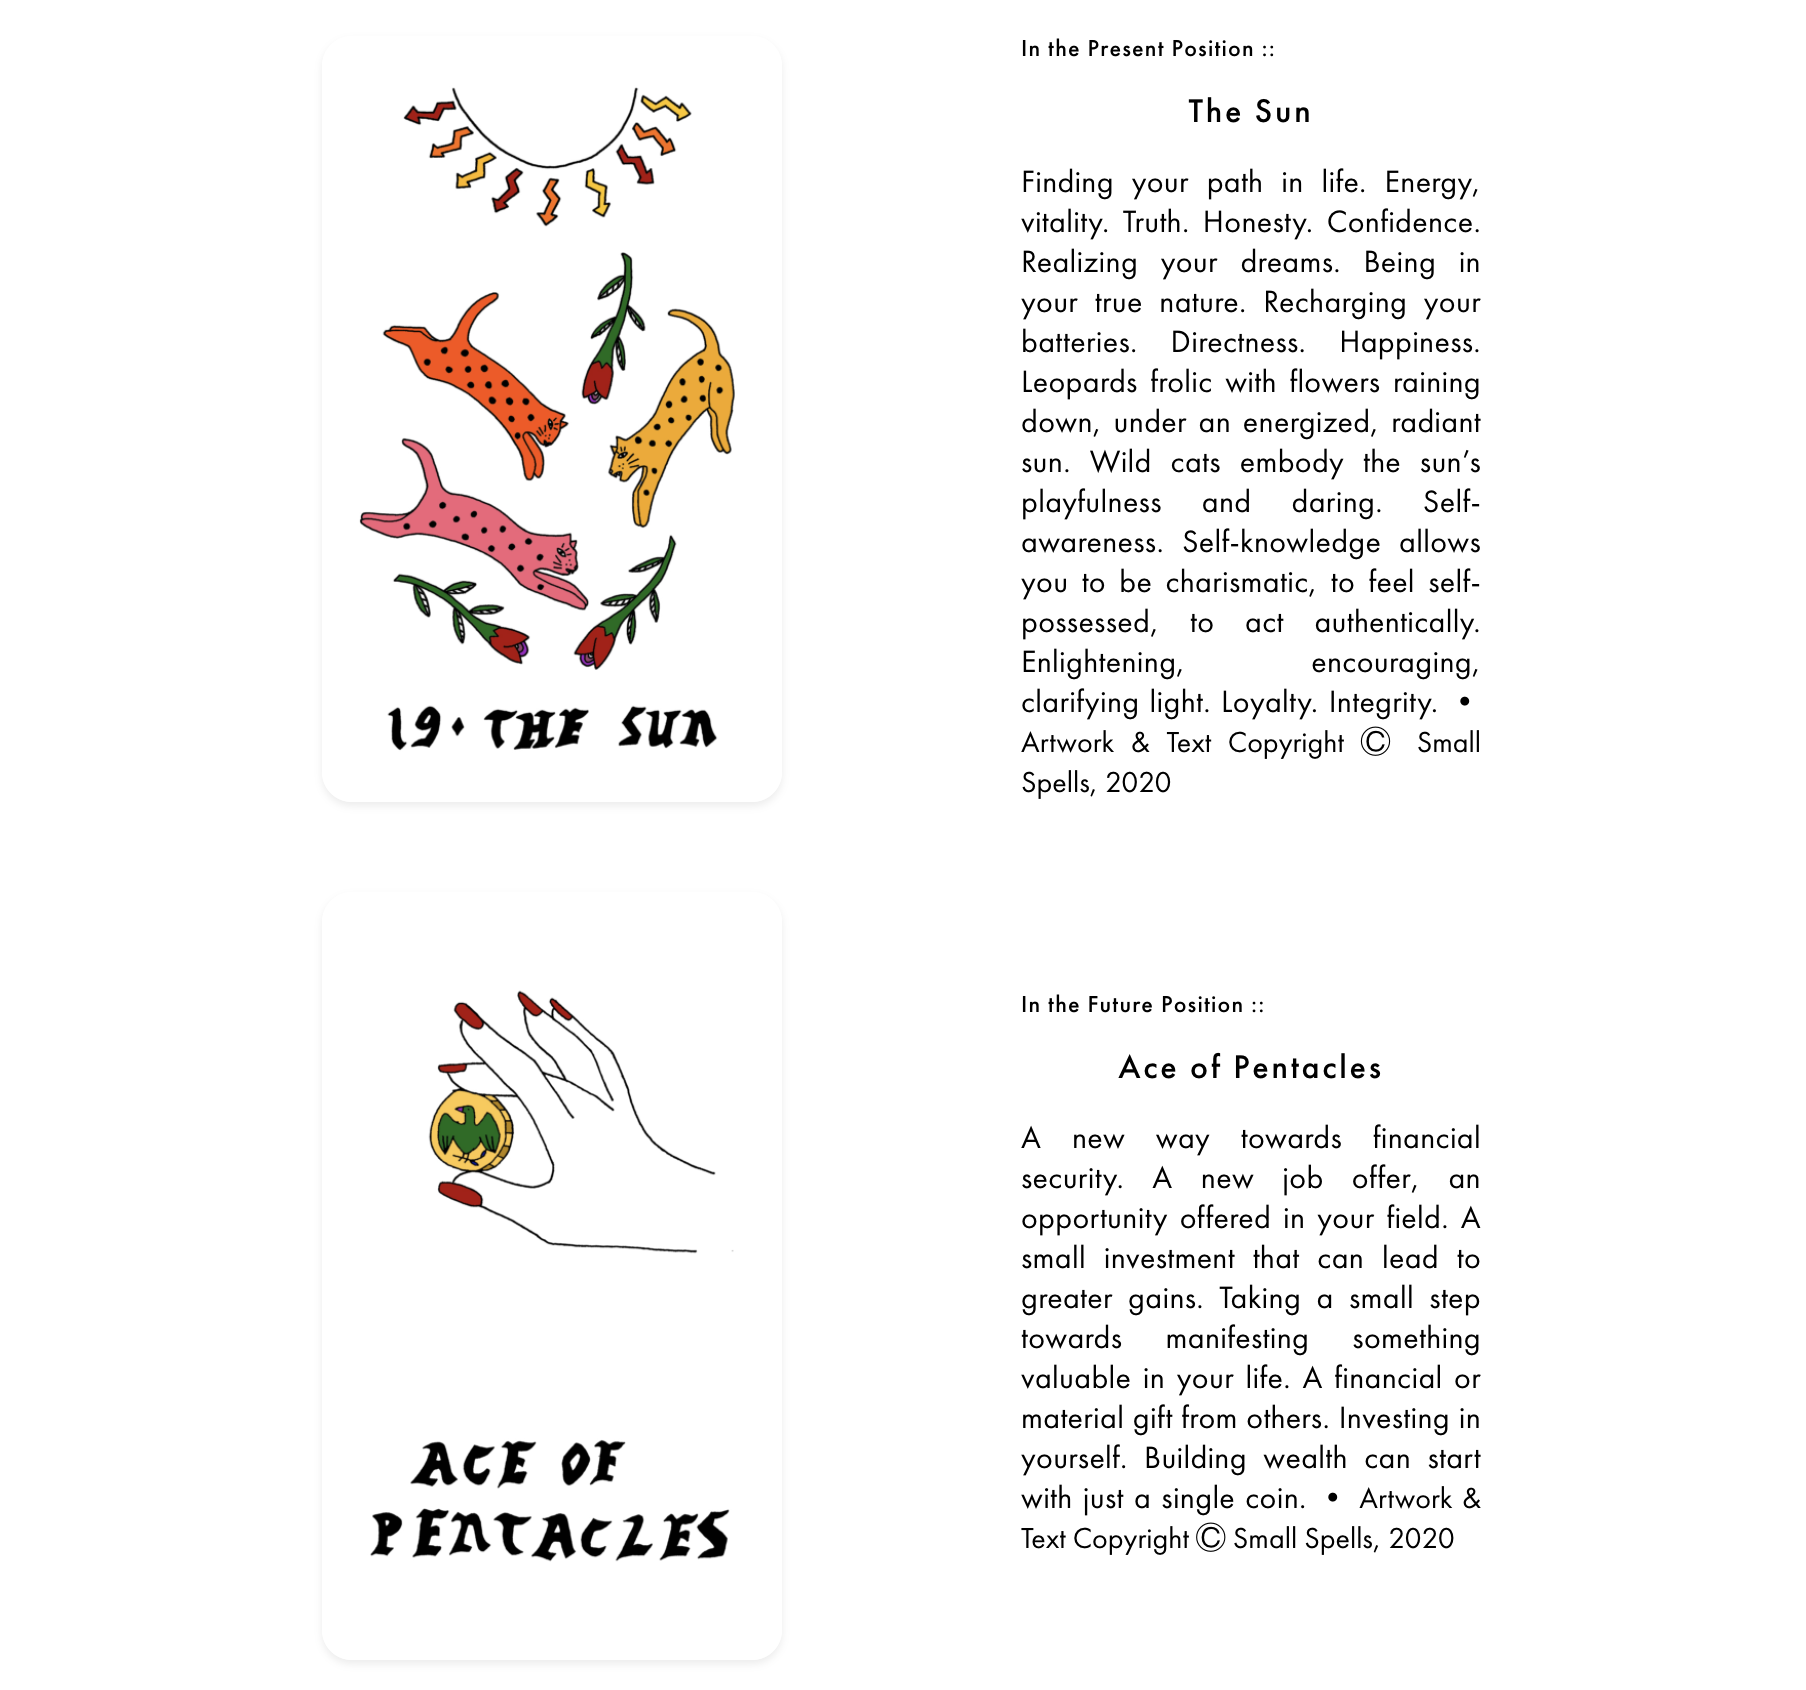 19 • THE SUN
In the Present Position ::
The Sun
Finding your path in life. Energy,
vitality. Truth. Honesty. Confidence.
Realizing your dreams. Being in
your true nature. Recharging your
batteries. Directness. Happiness.
Leopards frolic with flowers raining
down, under an energized, radiant
sun. Wild cats embody the sun’s
playfulness and daring. Self-
awareness. Self-knowledge allows
you to be charismatic, to feel self-
possessed, to act authentically.
Enlightening, encouraging,
clarifying light. Loyalty. Integrity. •
Artwork & Text Copyright © Small
Spells, 2020
ACE OF
PENTACLES
In the Future Position ::
Ace of Pentacles
A new way towards financial
security. A new job offer, an
opportunity offered in your field. A
small investment that can lead to
greater gains. Taking a small step
towards manifesting something
valuable in your life. A financial or
material gift from others. Investing in
yourself. Building wealth can start
with just a single coin. • Artwork &
Text Copyright © Small Spells, 2020